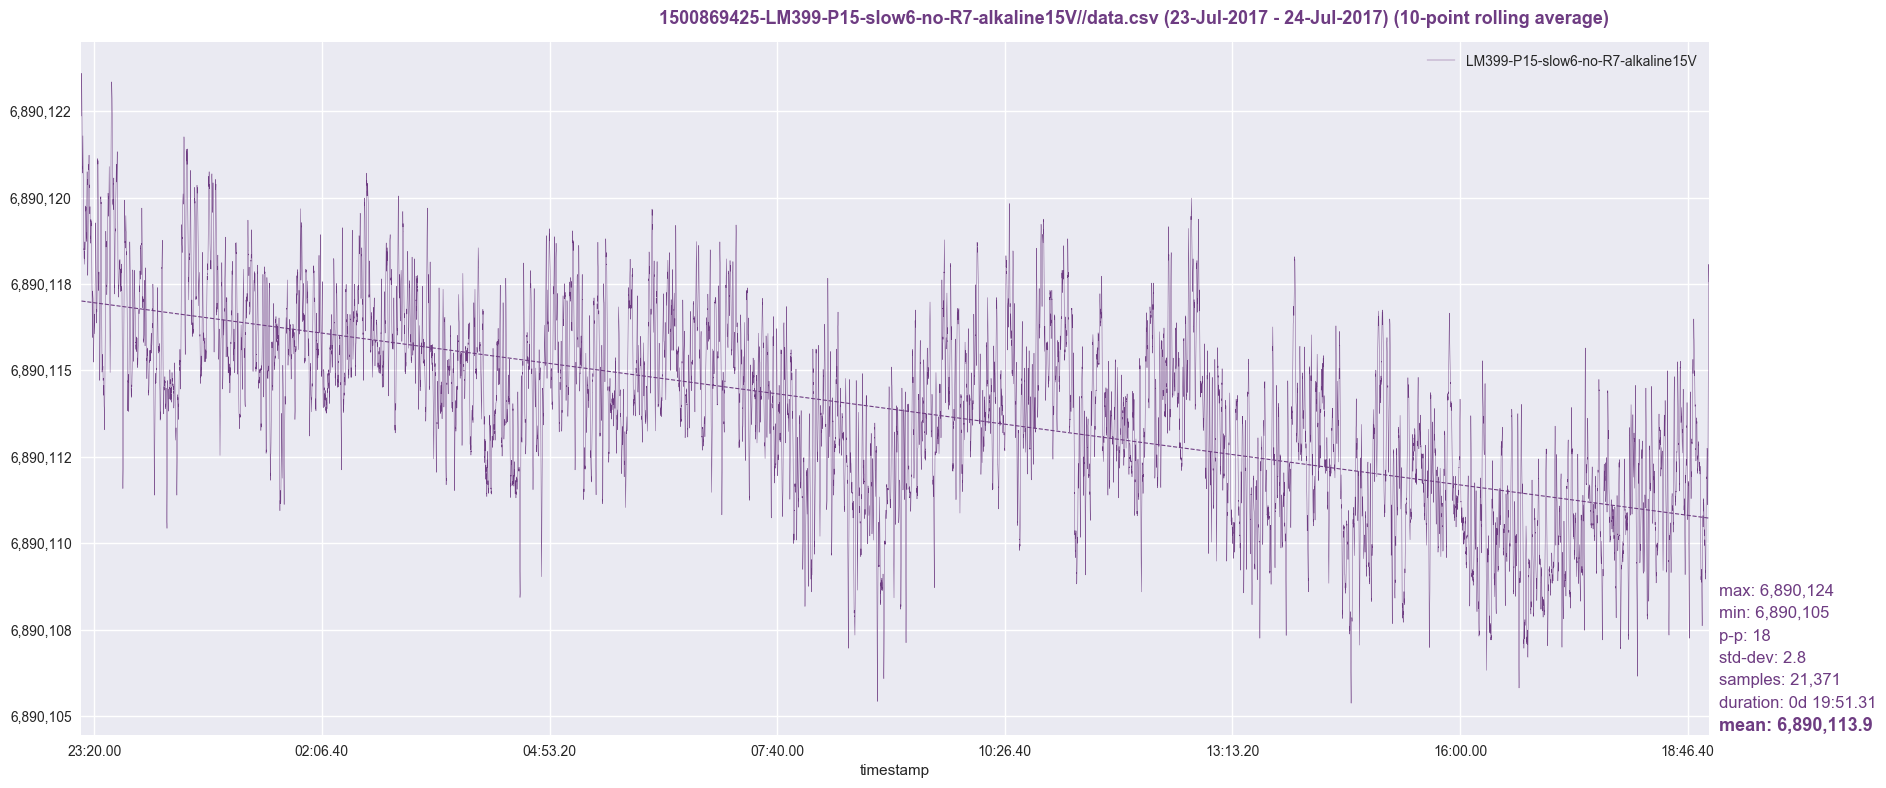 1500869425-LM399-P15-slow6-no-R7-alkaline15V//data.csv (23-Jul-2017 - 24-Jul-2017) (10-point rolling average)
LM399-P15-slow6-no-R7-alkaline15V
6,890,122
6,890,120
6,890,118
6,890,115
6,890,112
6,890,110
6,890,108
6,890,105
max: 6,890,124
min: 6,890,105
p-p: 18
std-dev: 2.8
samples: 21,371
duration: 0d 19:51.31
mean: 6,890,113.9
23:20.00 02:06.40 04:53.20 07:40.00 10:26.40 13:13.20 16:00.00 18:46.40
timestamp